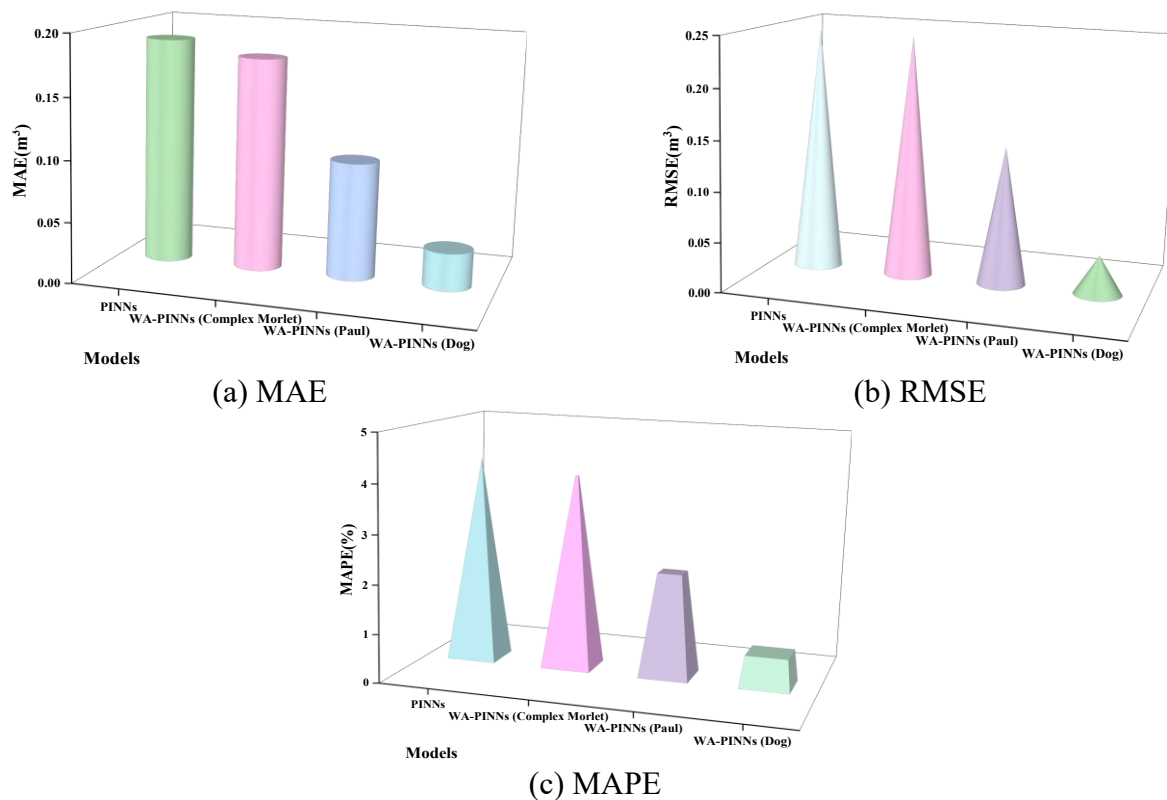 0.20
0.15
0.10
0.05
0.00
MAE(m³)
PINNs
WA-PINNs (Complex Morlet)
WA-PINNs (Paul)
WA-PINNs (Dog)
Models
(a) MAE
0.25
0.20
0.15
0.10
0.05
0.00
RMSE(m³)
PINNs
WA-PINNs (Complex Morlet)
WA-PINNs (Paul)
WA-PINNs (Dog)
Models
(b) RMSE
5
4
3
2
1
0
MAPE(%)
PINNs
WA-PINNs (Complex Morlet)
WA-PINNs (Paul)
WA-PINNs (Dog)
Models
(c) MAPE